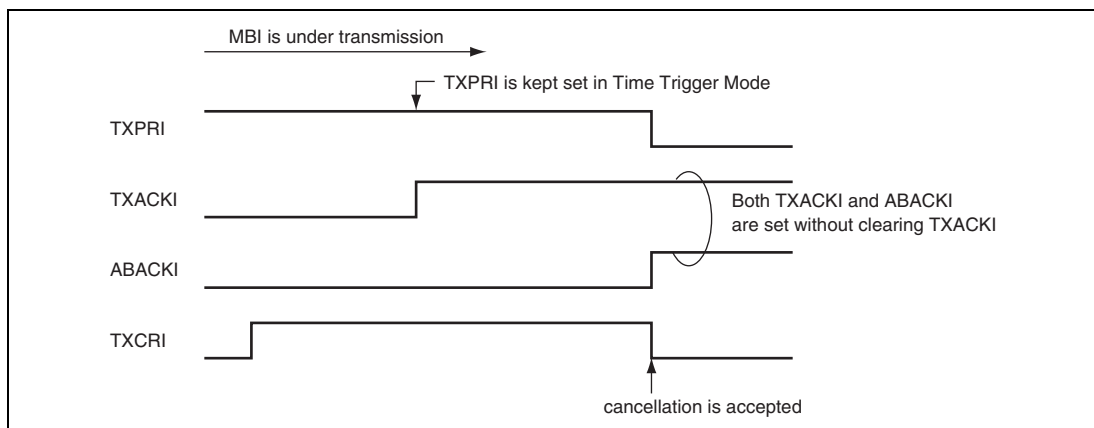 MBI is under transmission
TXPRI is kept set in Time Trigger Mode
TXPRI
TXACKI
Both TXACKI and ABACKI
are set without clearing TXACKI
ABACKI
TXCRI
cancellation is accepted